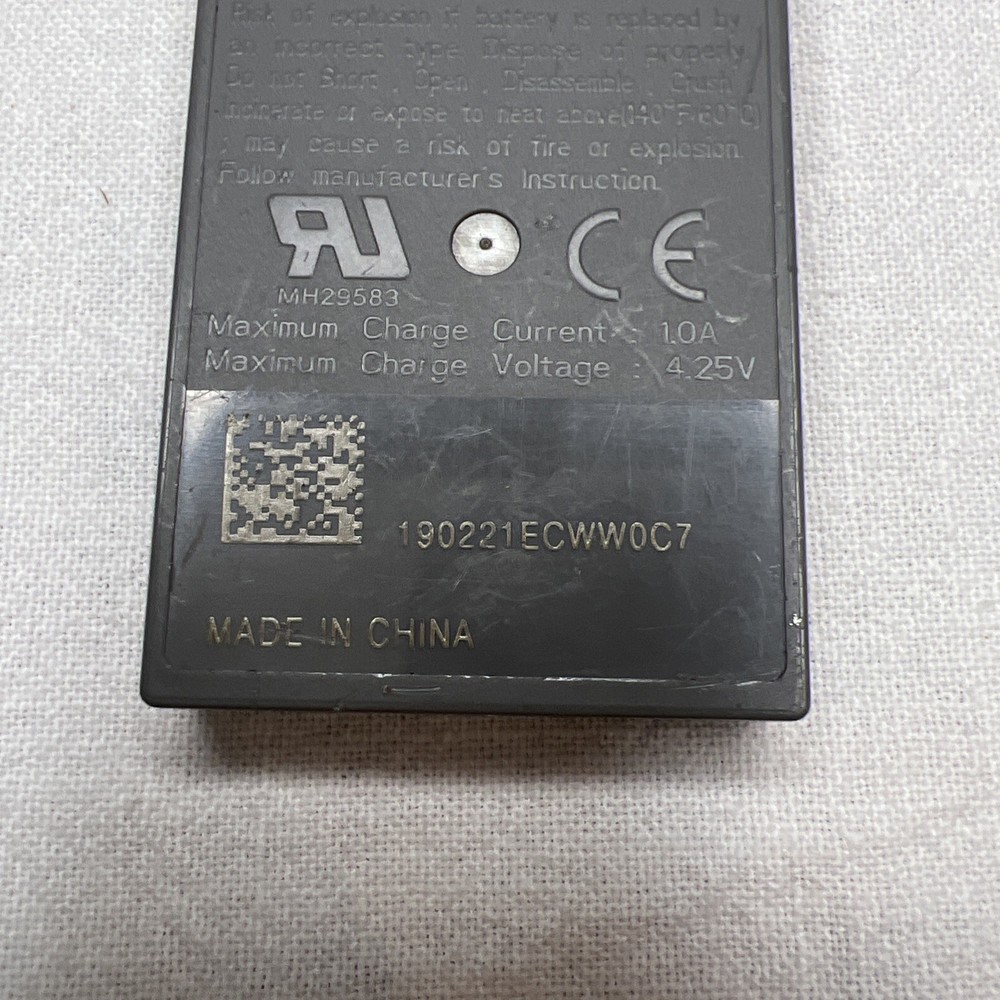 Risk of explosion if battery is replaced by
an incorrect type. Dispose of properly.
Do not Short , Open , Disassemble , Crush ,
Incinerate or expose to heat above(140°F/60°C)
; may cause a risk of fire or explosion.
Follow manufacturer's Instruction.
RU CE
MH29583
Maximum Charge Current : 1.0A
Maximum Charge Voltage : 4.25V
190221ECWW0C7
MADE IN CHINA